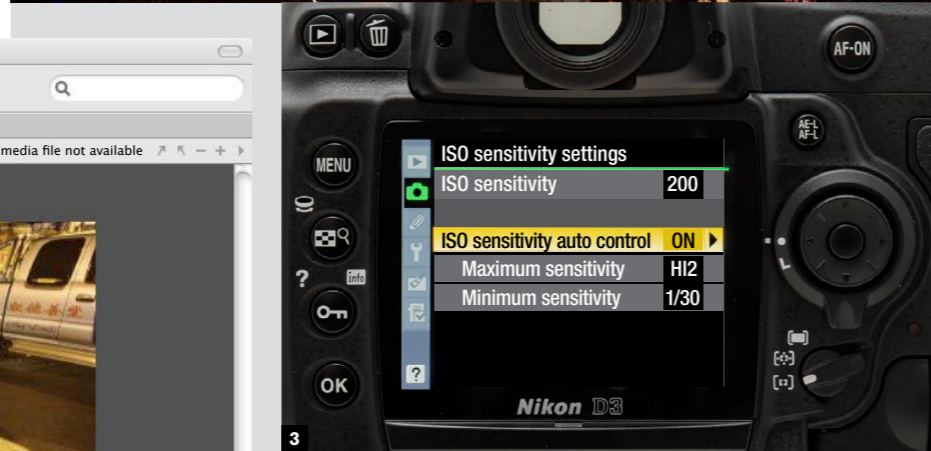 media file not available
AF-ON
AE-L
AF-L
MENU
?
info
OK
ISO sensitivity settings
ISO sensitivity 200
ISO sensitivity auto control ON
Maximum sensitivity HI2
Minimum sensitivity 1/30
?
Nikon D3
L
3